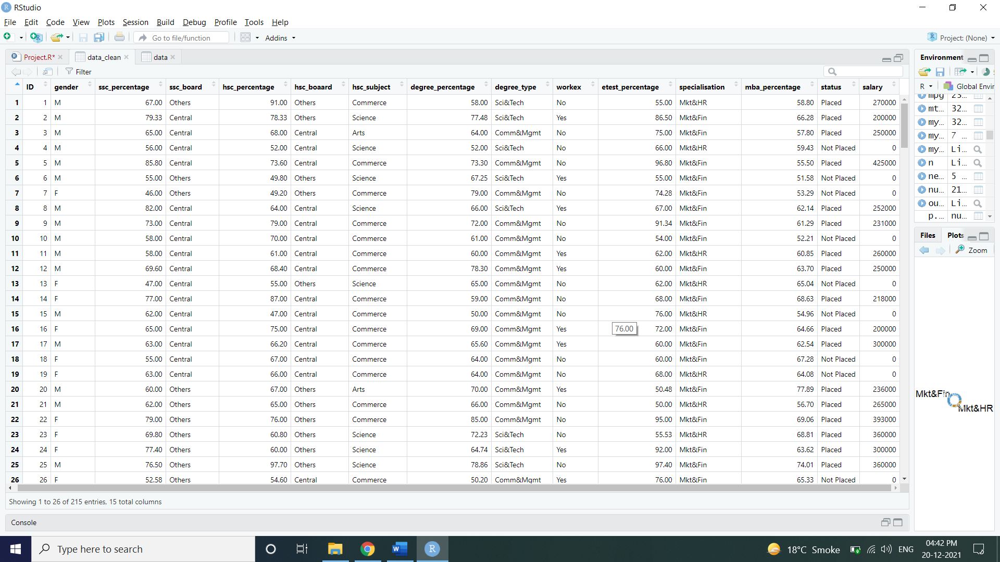 RStudio
File Edit Code View Plots Session Build Debug Profile Tools Help
Go to file/function Addins Project: (None)
Project.R* data_clean data
Filter
ID gender ssc_percentage ssc_board hsc_percentage hsc_boaard hsc_subject degree_percentage degree_type workex etest_percentage specialisation mba_percentage status salary
1 1 M 67.00 Others 91.00 Others Commerce 58.00 Sci&Tech No 55.00 Mkt&HR 58.80 Placed 270000
2 2 M 79.33 Central 78.33 Others Science 77.48 Sci&Tech Yes 86.50 Mkt&Fin 66.28 Placed 200000
3 3 M 65.00 Central 68.00 Central Arts 64.00 Comm&Mgmt No 75.00 Mkt&Fin 57.80 Placed 250000
4 4 M 56.00 Central 52.00 Central Science 52.00 Sci&Tech No 66.00 Mkt&HR 59.43 Not Placed 0
5 5 M 85.80 Central 73.60 Central Commerce 73.30 Comm&Mgmt No 96.80 Mkt&Fin 55.50 Placed 425000
6 6 M 55.00 Others 49.80 Others Science 67.25 Sci&Tech Yes 55.00 Mkt&Fin 51.58 Not Placed 0
7 7 F 46.00 Others 49.20 Others Commerce 79.00 Comm&Mgmt No 74.28 Mkt&Fin 53.29 Not Placed 0
8 8 M 82.00 Central 64.00 Central Science 66.00 Sci&Tech Yes 67.00 Mkt&Fin 62.14 Placed 252000
9 9 M 73.00 Central 79.00 Central Commerce 72.00 Comm&Mgmt No 91.34 Mkt&Fin 61.29 Placed 231000
10 10 M 58.00 Central 70.00 Central Commerce 61.00 Comm&Mgmt No 54.00 Mkt&Fin 52.21 Not Placed 0
11 11 M 58.00 Central 61.00 Central Commerce 60.00 Comm&Mgmt Yes 62.00 Mkt&HR 60.85 Placed 260000
12 12 M 69.60 Central 68.40 Central Commerce 78.30 Comm&Mgmt Yes 60.00 Mkt&Fin 63.70 Placed 250000
13 13 F 47.00 Central 55.00 Others Science 65.00 Comm&Mgmt No 62.00 Mkt&HR 65.04 Not Placed 0
14 14 F 77.00 Central 87.00 Central Commerce 59.00 Comm&Mgmt No 68.00 Mkt&Fin 68.63 Placed 218000
15 15 M 62.00 Central 47.00 Central Commerce 50.00 Comm&Mgmt No 76.00 Mkt&HR 54.96 Not Placed 0
16 16 F 65.00 Central 75.00 Central Commerce 69.00 Comm&Mgmt Yes 76.00 72.00 Mkt&Fin 64.66 Placed 200000
17 17 M 63.00 Central 66.20 Central Commerce 65.60 Comm&Mgmt Yes 60.00 Mkt&Fin 62.54 Placed 300000
18 18 F 55.00 Central 67.00 Central Commerce 64.00 Comm&Mgmt No 60.00 Mkt&Fin 67.28 Not Placed 0
19 19 F 63.00 Central 66.00 Central Commerce 64.00 Comm&Mgmt No 68.00 Mkt&HR 64.08 Not Placed 0
20 20 M 60.00 Others 67.00 Others Arts 70.00 Comm&Mgmt Yes 50.48 Mkt&Fin 77.89 Placed 236000
21 21 M 62.00 Others 65.00 Others Commerce 66.00 Comm&Mgmt No 50.00 Mkt&HR 56.70 Placed 265000
22 22 F 79.00 Others 76.00 Others Commerce 85.00 Comm&Mgmt No 95.00 Mkt&Fin 69.06 Placed 393000
23 23 F 69.80 Others 60.80 Others Science 72.23 Sci&Tech No 55.53 Mkt&HR 68.81 Placed 360000
24 24 F 77.40 Others 60.00 Others Science 64.74 Sci&Tech Yes 92.00 Mkt&Fin 63.62 Placed 300000
25 25 M 76.50 Others 97.70 Others Science 78.86 Sci&Tech No 97.40 Mkt&Fin 74.01 Placed 360000
26 26 F 52.58 Others 54.60 Central Commerce 50.20 Comm&Mgmt Yes 76.00 Mkt&Fin 65.33 Not Placed 0
Showing 1 to 26 of 215 entries, 15 total columns
Console
Environment
R Global Envir
mpg 23...
mt... 32...
my... 32...
my... 7 ...
my... Li...
n Li...
ne... 5 ...
nu... 21...
ou... Li...
p.... nu...
Files Plots
Zoom
Mkt&Fin
Mkt&HR
Type here to search
18°C Smoke ENG 04:42 PM
20-12-2021